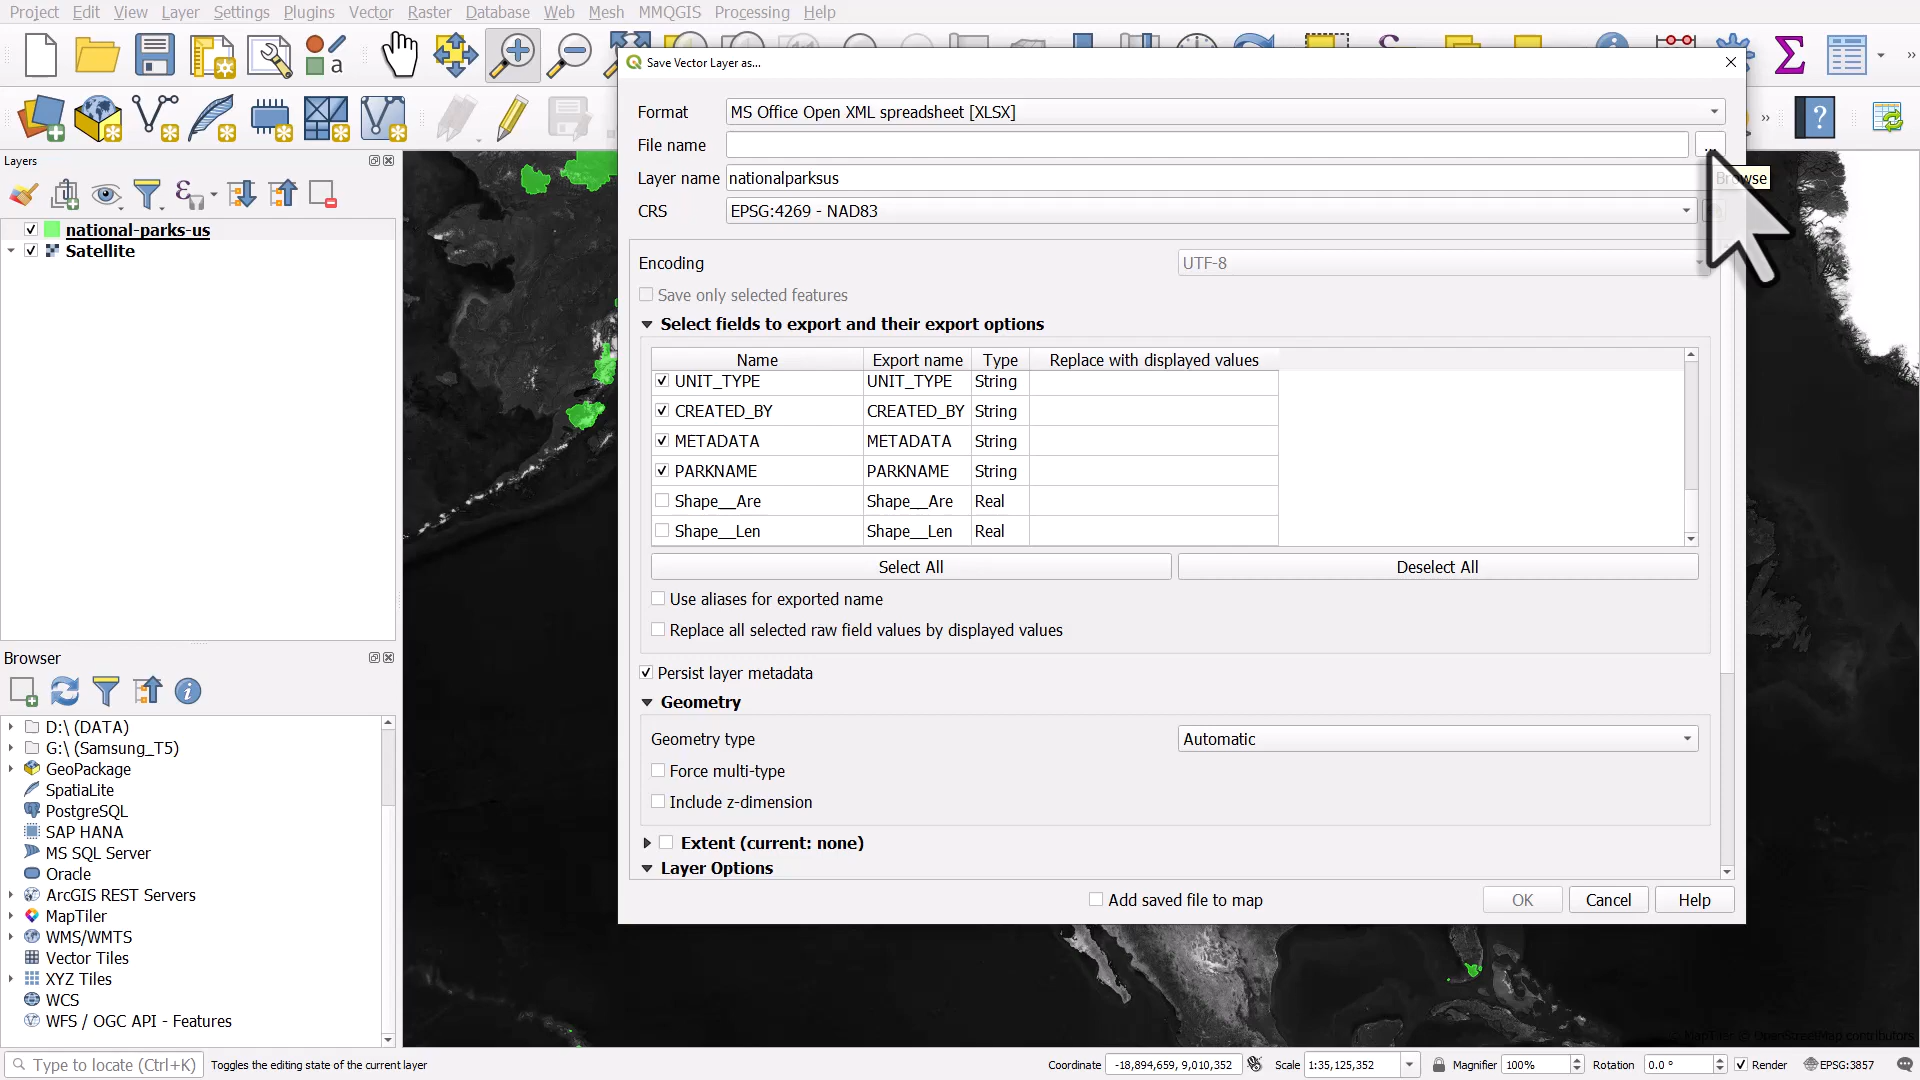 Project Edit View Layer Settings Plugins Vector Raster Database Web Mesh MMQGIS Processing Help
Save Vector Layer as...
Format MS Office Open XML spreadsheet [XLSX]
File name ...
Layer name nationalparksus
Browse
CRS EPSG:4269 - NAD83
Encoding UTF-8
Save only selected features
Select fields to export and their export options
Name Export name Type Replace with displayed values
UNIT_TYPE UNIT_TYPE String
CREATED_BY CREATED_BY String
METADATA METADATA String
PARKNAME PARKNAME String
Shape__Are Shape__Are Real
Shape__Len Shape__Len Real
Select All Deselect All
Use aliases for exported name
Replace all selected raw field values by displayed values
Persist layer metadata
Geometry
Geometry type Automatic
Force multi-type
Include z-dimension
Extent (current: none)
Layer Options
Add saved file to map OK Cancel Help
Layers
national-parks-us
Satellite
Browser
D:\ (DATA)
G:\ (Samsung_T5)
GeoPackage
SpatiaLite
PostgreSQL
SAP HANA
MS SQL Server
Oracle
ArcGIS REST Servers
MapTiler
WMS/WMTS
Vector Tiles
XYZ Tiles
WCS
WFS / OGC API - Features
© MapTiler © OpenStreetMap contributors
Type to locate (Ctrl+K) Toggles the editing state of the current layer Coordinate -18,894,659, 9,010,352 Scale 1:35,125,352 Magnifier 100% Rotation 0.0 ° Render EPSG:3857